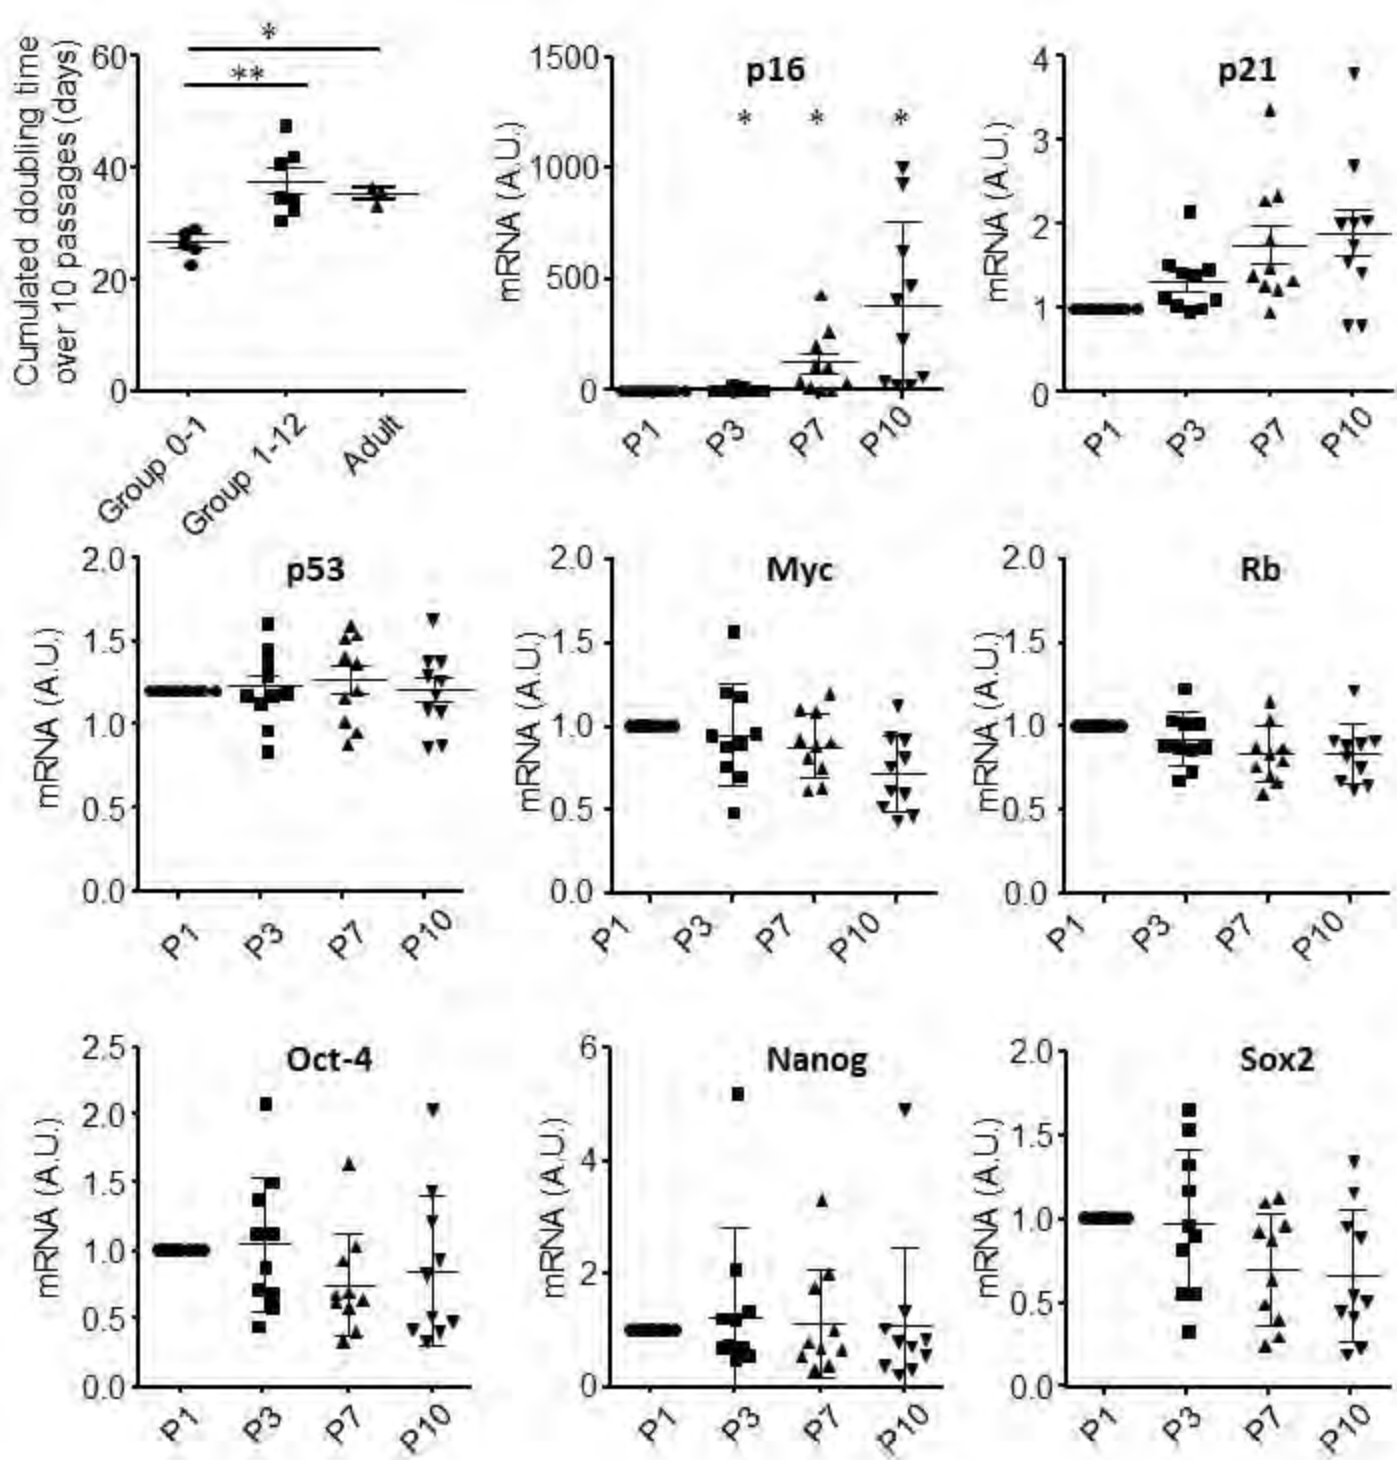 Cumulated doubling time
over 10 passages (days)
60
40
20
0
*
**
Group 0-1
Group 1-12
Adult
p16
mRNA (A.U.)
1500
1000
500
0
* * *
P1 P3 P7 P10
p21
mRNA (A.U.)
4
3
2
1
0
P1 P3 P7 P10
p53
mRNA (A.U.)
2.0
1.5
1.0
0.5
0.0
P1 P3 P7 P10
Myc
mRNA (A.U.)
2.0
1.5
1.0
0.5
0.0
P1 P3 P7 P10
Rb
mRNA (A.U.)
2.0
1.5
1.0
0.5
0.0
P1 P3 P7 P10
Oct-4
mRNA (A.U.)
2.5
2.0
1.5
1.0
0.5
0.0
P1 P3 P7 P10
Nanog
mRNA (A.U.)
6
4
2
0
P1 P3 P7 P10
Sox2
mRNA (A.U.)
2.0
1.5
1.0
0.5
0.0
P1 P3 P7 P10